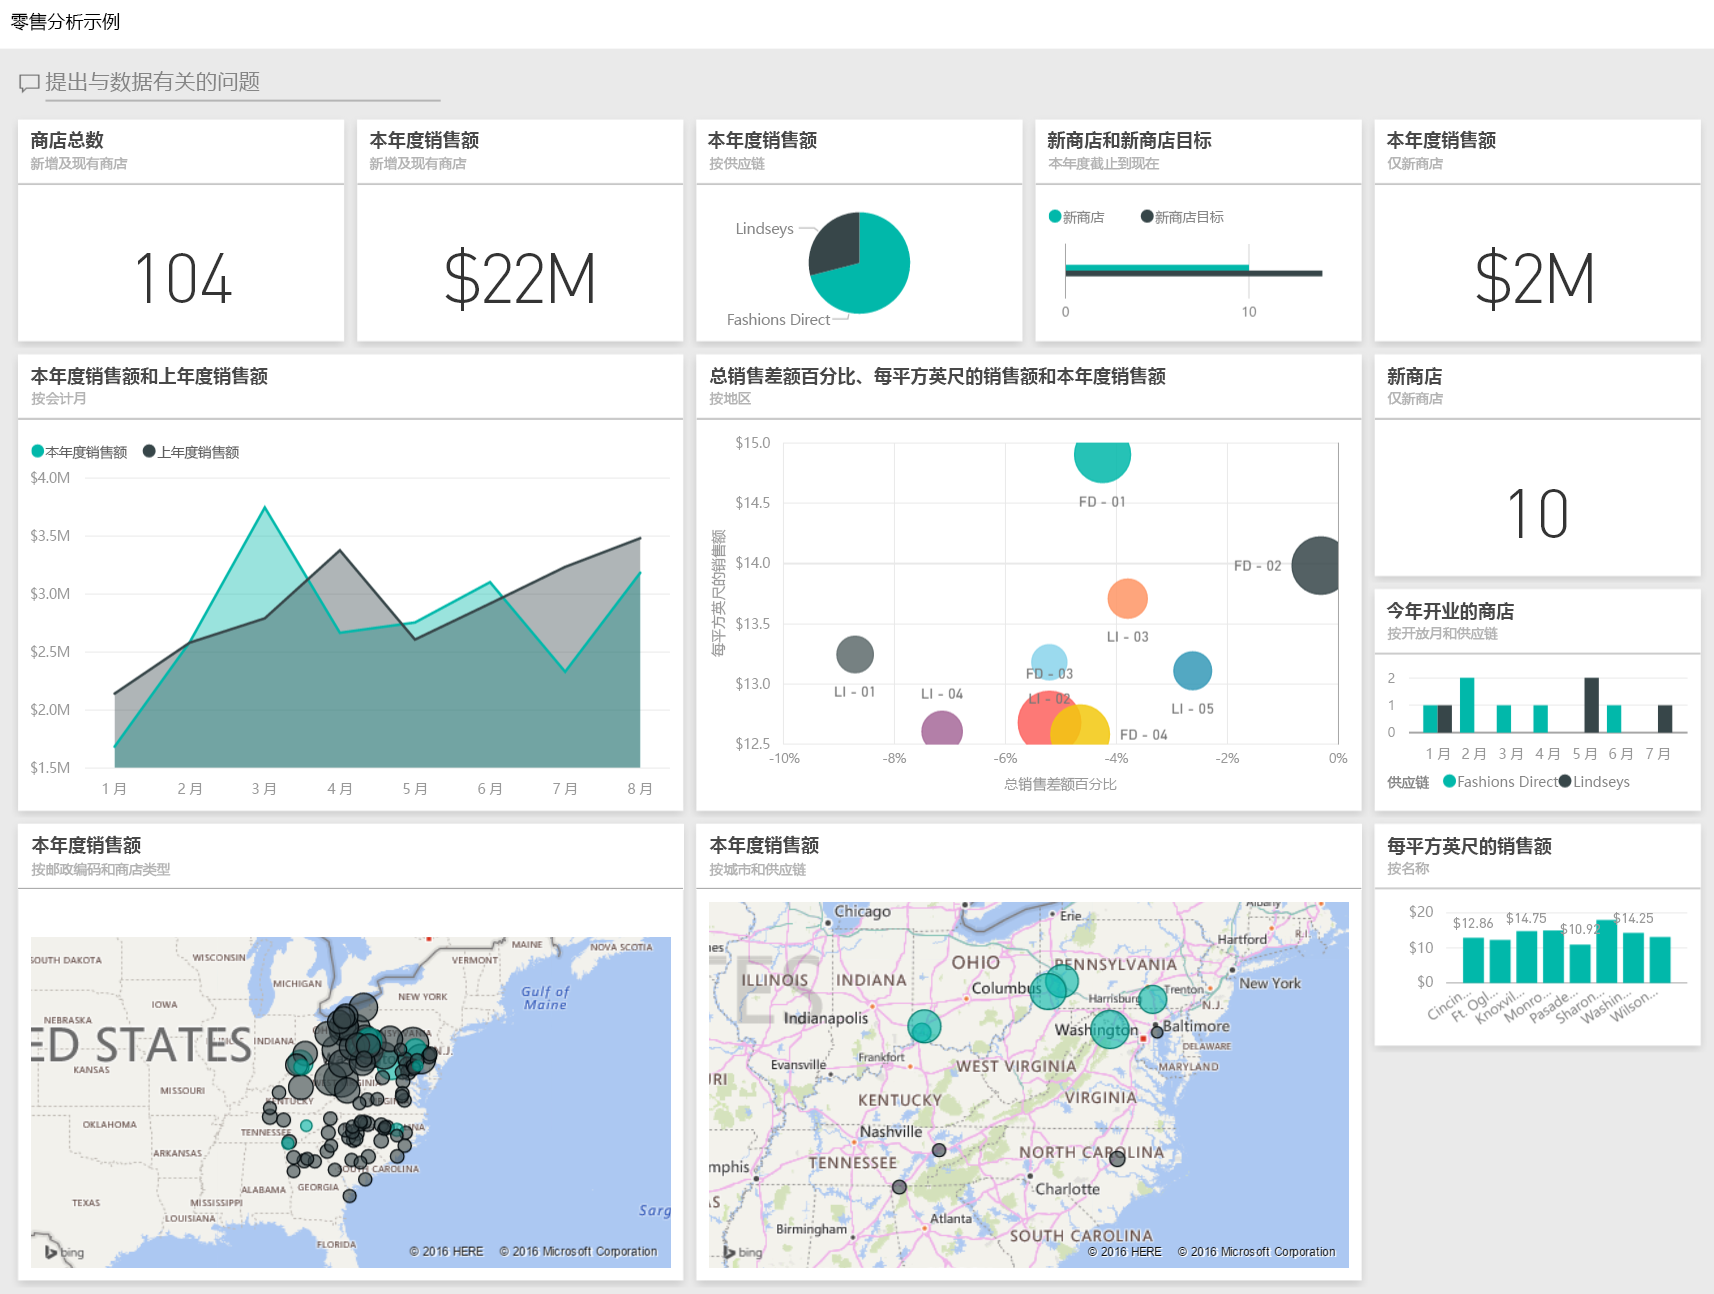 零售分析示例
提出与数据有关的问题
商店总数
新增及现有商店
104
本年度销售额
新增及现有商店
$22M
本年度销售额
按供应链
Lindseys
Fashions Direct
新商店和新商店目标
本年度截止到现在
新商店 新商店目标
0 10
本年度销售额
仅新商店
$2M
本年度销售额和上年度销售额
按会计月
本年度销售额 上年度销售额
$4.0M
$3.5M
$3.0M
$2.5M
$2.0M
$1.5M
1 月 2 月 3 月 4 月 5 月 6 月 7 月 8 月
总销售差额百分比、每平方英尺的销售额和本年度销售额
按地区
每平方英尺的销售额
$15.0
$14.5
$14.0
$13.5
$13.0
$12.5
FD - 01
FD - 02
LI - 03
FD - 03
LI - 01
LI - 04
LI - 02
LI - 05
FD - 04
-10% -8% -6% -4% -2% 0%
总销售差额百分比
新商店
仅新商店
10
今年开业的商店
按开放月和供应链
2
1
0
1 月 2 月 3 月 4 月 5 月 6 月 7 月
供应链 Fashions Direct Lindseys
本年度销售额
按邮政编码和商店类型
MAINE
NOVA SCOTIA
SOUTH DAKOTA
WISCONSIN
VERMONT
MICHIGAN
NEW YORK
Gulf of
Maine
IOWA
NEBRASKA
ED STATES
INDIANA
N.J.
KANSAS
MISSOURI
KENTUCKY
OKLAHOMA
TENNESSEE
ARKANSAS
SOUTH CAROLINA
ALABAMA
GEORGIA
TEXAS
MISSISSIPPI
LOUISIANA
Sarg
FLORIDA
bing
© 2016 HERE © 2016 Microsoft Corporation
本年度销售额
按城市和供应链
Chicago
Erie
Albany
Hartford
R.I.
nes
OHIO
PENNSYLVANIA
ILLINOIS
INDIANA
ES
Columbus
Harrisburg
Trenton
New York
N.J.
Indianapolis
Washington
Baltimore
DELAWARE
Frankfort
Evansville
WEST VIRGINIA
MARYLAND
URI
KENTUCKY
VIRGINIA
Nashville
TENNESSEE
NORTH CAROLINA
mphis
Charlotte
AS
Atlanta
Birmingham
SOUTH CAROLINA
bing
© 2016 HERE © 2016 Microsoft Corporation
每平方英尺的销售额
按名称
$20
$10
$0
$12.86
$14.75
$10.92
$14.25
Cincin...
Ft. Ogl...
Knoxvil...
Monro...
Pasade...
Sharon...
Washin...
Wilson...